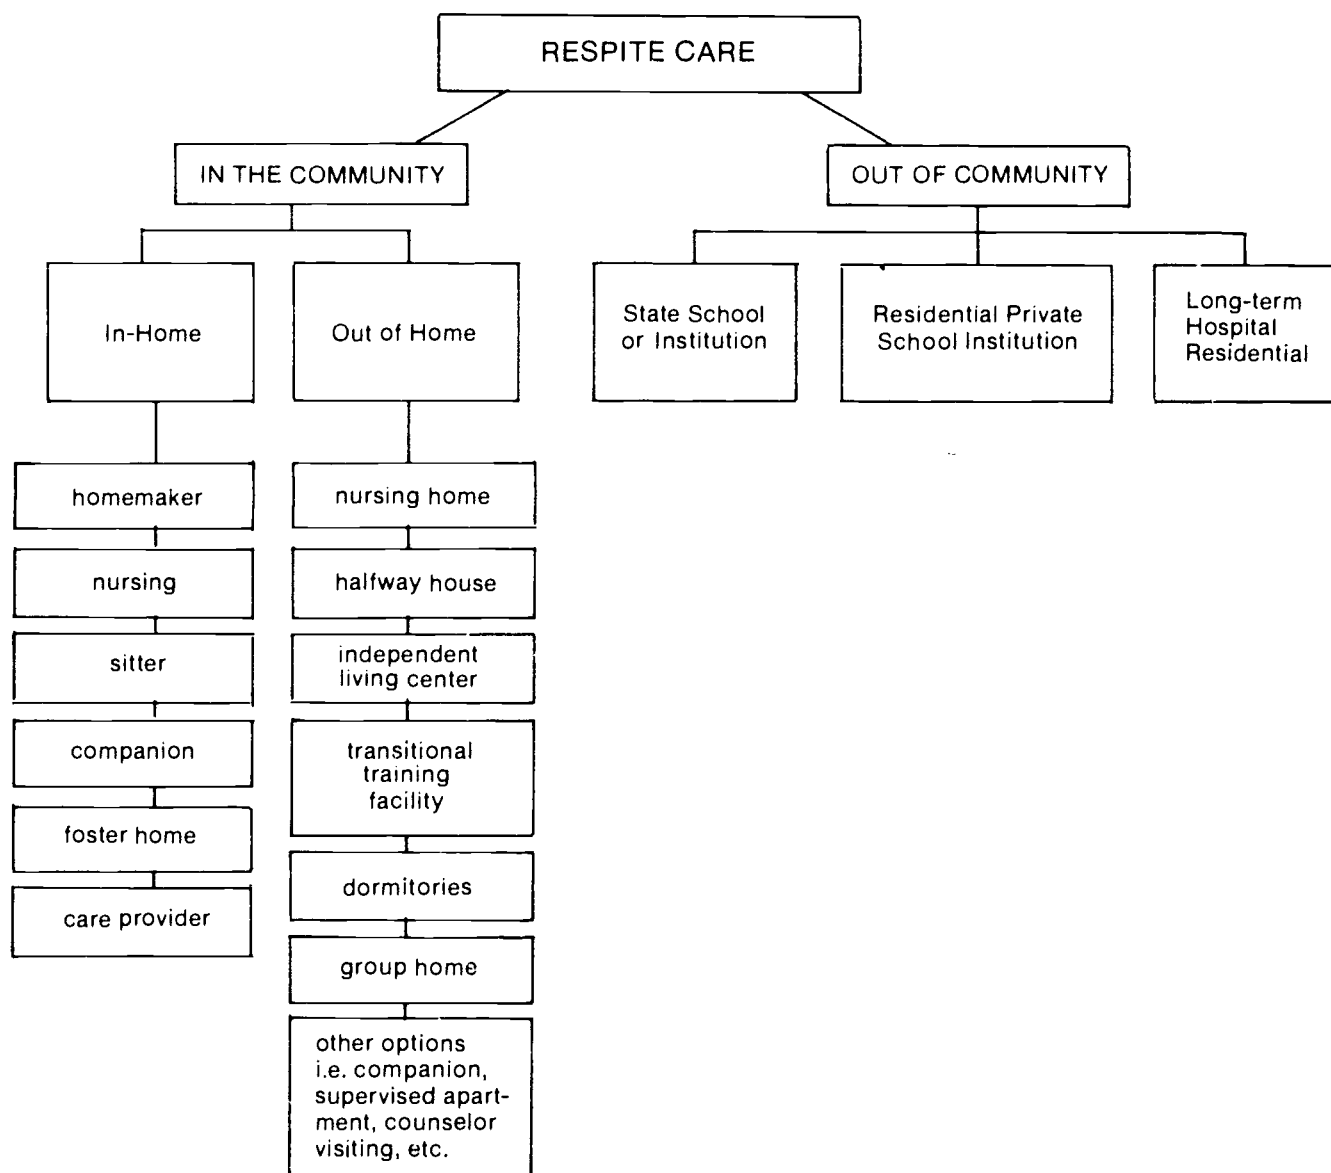 RESPITE CARE
IN THE COMMUNITY
OUT OF COMMUNITY
In-Home
Out of Home
State School
or Institution
Residential Private
School Institution
Long-term
Hospital
Residential
homemaker
nursing
sitter
companion
foster home
care provider
nursing home
halfway house
independent
living center
transitional
training
facility
dormitories
group home
other options
i.e. companion,
supervised apart-
ment, counselor
visiting, etc.